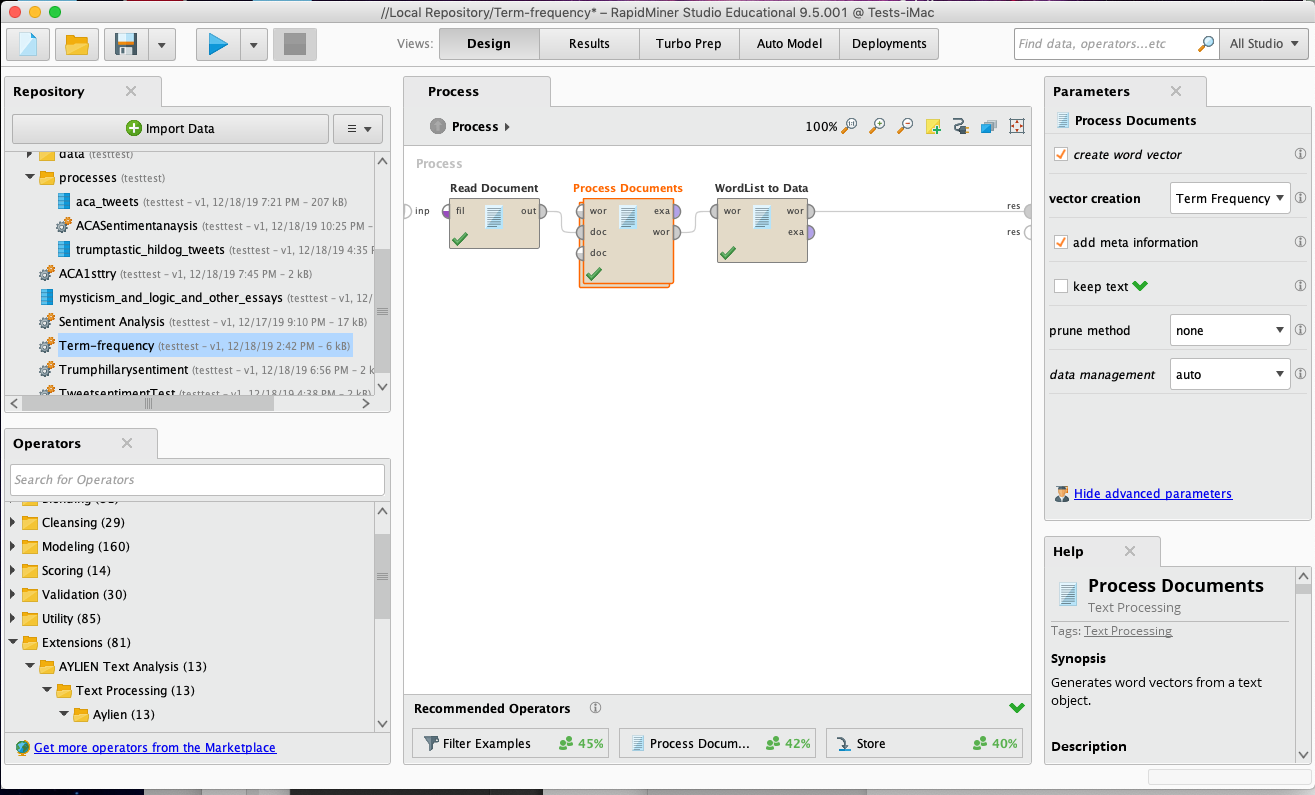 //Local Repository/Term-frequency* – RapidMiner Studio Educational 9.5.001 @ Tests-iMac
Views: Design Results Turbo Prep Auto Model Deployments Find data, operators...etc All Studio
Repository
Import Data
data (testtest)
processes (testtest)
aca_tweets (testtest – v1, 12/18/19 7:21 PM – 207 kB)
ACASentimentanaysis (testtest – v1, 12/18/19 10:25 PM –
trumptastic_hildog_tweets (testtest – v1, 12/18/19 4:35
ACA1sttry (testtest – v1, 12/18/19 7:45 PM – 2 kB)
mysticism_and_logic_and_other_essays (testtest – v1, 12/
Sentiment Analysis (testtest – v1, 12/17/19 9:10 PM – 17 kB)
Term-frequency (testtest – v1, 12/18/19 2:42 PM – 6 kB)
Trumphillarysentiment (testtest – v1, 12/18/19 6:56 PM – 2 k
TweetsentimentTest (testtest – v1, 12/18/19 4:38 PM – 2 kB)
Operators
Search for Operators
Cleansing (29)
Modeling (160)
Scoring (14)
Validation (30)
Utility (85)
Extensions (81)
AYLIEN Text Analysis (13)
Text Processing (13)
Aylien (13)
Get more operators from the Marketplace
Process
Process
100%
Process
Read Document Process Documents WordList to Data
inp fil out wor exa wor wor res
doc wor exa res
doc
Recommended Operators
Filter Examples 45% Process Docum... 42% Store 40%
Parameters
Process Documents
create word vector
vector creation Term Frequency
add meta information
keep text
prune method none
data management auto
Hide advanced parameters
Help
Process Documents
Text Processing
Tags: Text Processing
Synopsis
Generates word vectors from a text
object.
Description